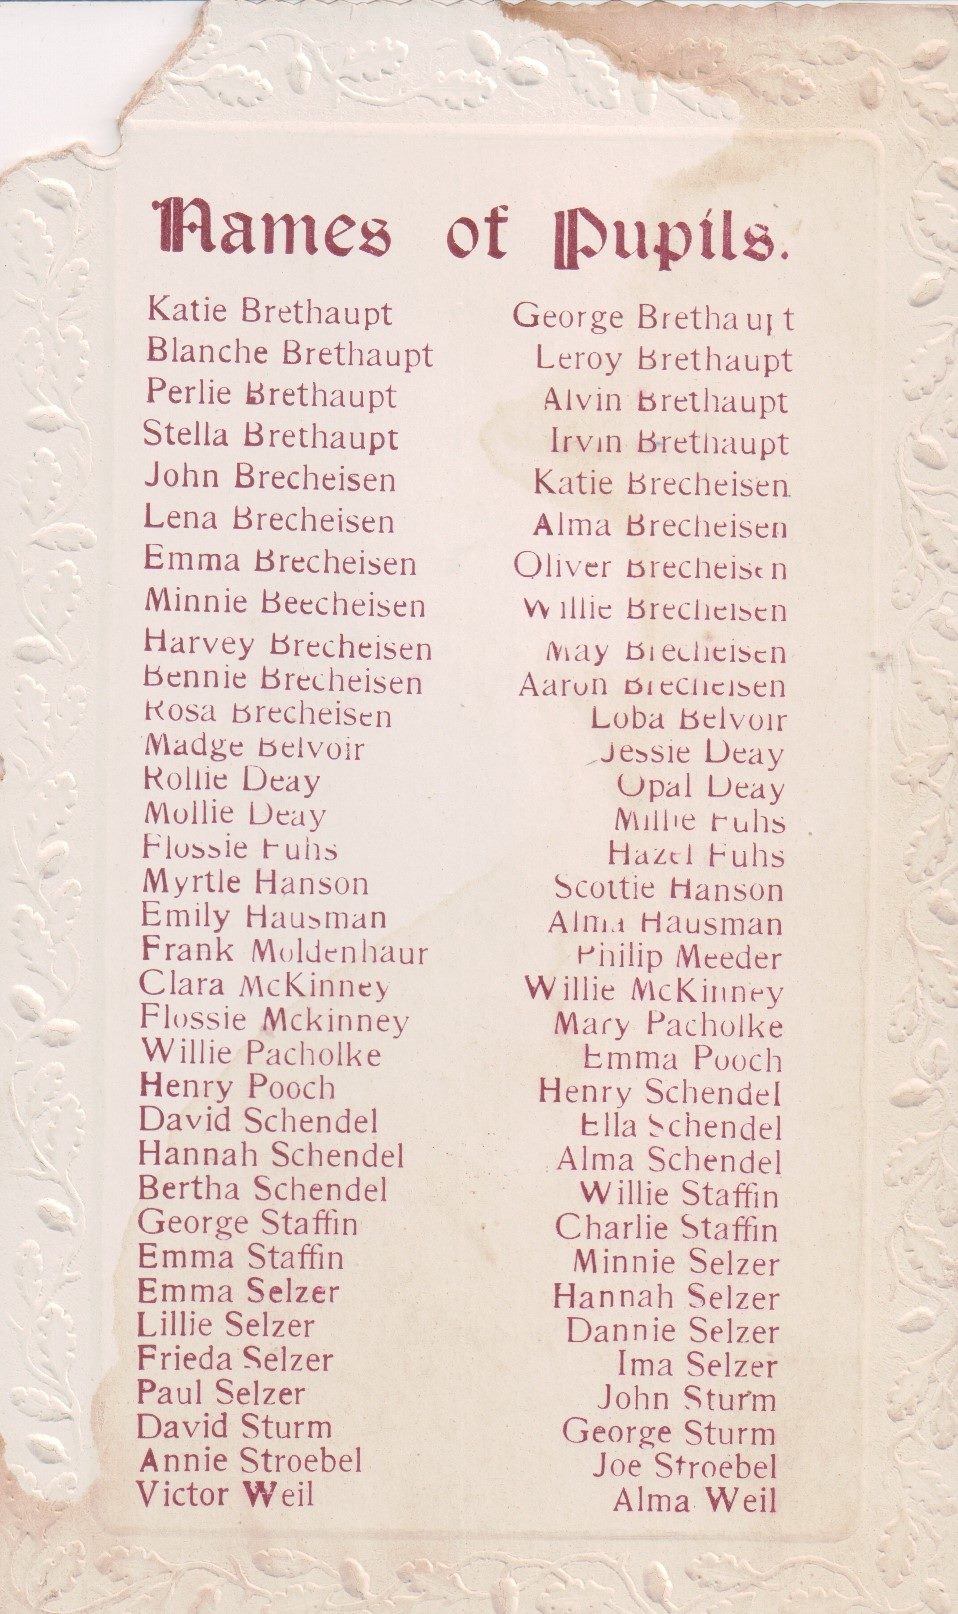 Names of Pupils.
Katie Brethaupt
Blanche Brethaupt
Perlie Brethaupt
Stella Brethaupt
John Brecheisen
Lena Brecheisen
Emma Brecheisen
Minnie Beecheisen
Harvey Brecheisen
Bennie Brecheisen
Rosa Brecheisen
Madge Belvoir
Rollie Deay
Mollie Deay
Flossie Fuhs
Myrtle Hanson
Emily Hausman
Frank Moldenhaur
Clara McKinney
Flossie Mckinney
Willie Pacholke
Henry Pooch
David Schendel
Hannah Schendel
Bertha Schendel
George Staffin
Emma Staffin
Emma Selzer
Lillie Selzer
Frieda Selzer
Paul Selzer
David Sturm
Annie Stroebel
Victor Weil
George Brethaupt
Leroy Brethaupt
Alvin Brethaupt
Irvin Brethaupt
Katie Brecheisen
Alma Brecheisen
Oliver Brecheisen
Willie Brecheisen
May Brecheisen
Aaron Brecheisen
Loba Belvoir
Jessie Deay
Opal Deay
Millie Fuhs
Hazel Fuhs
Scottie Hanson
Alma Hausman
Philip Meeder
Willie McKinney
Mary Pacholke
Emma Pooch
Henry Schendel
Ella Schendel
Alma Schendel
Willie Staffin
Charlie Staffin
Minnie Selzer
Hannah Selzer
Dannie Selzer
Ima Selzer
John Sturm
George Sturm
Joe Stroebel
Alma Weil